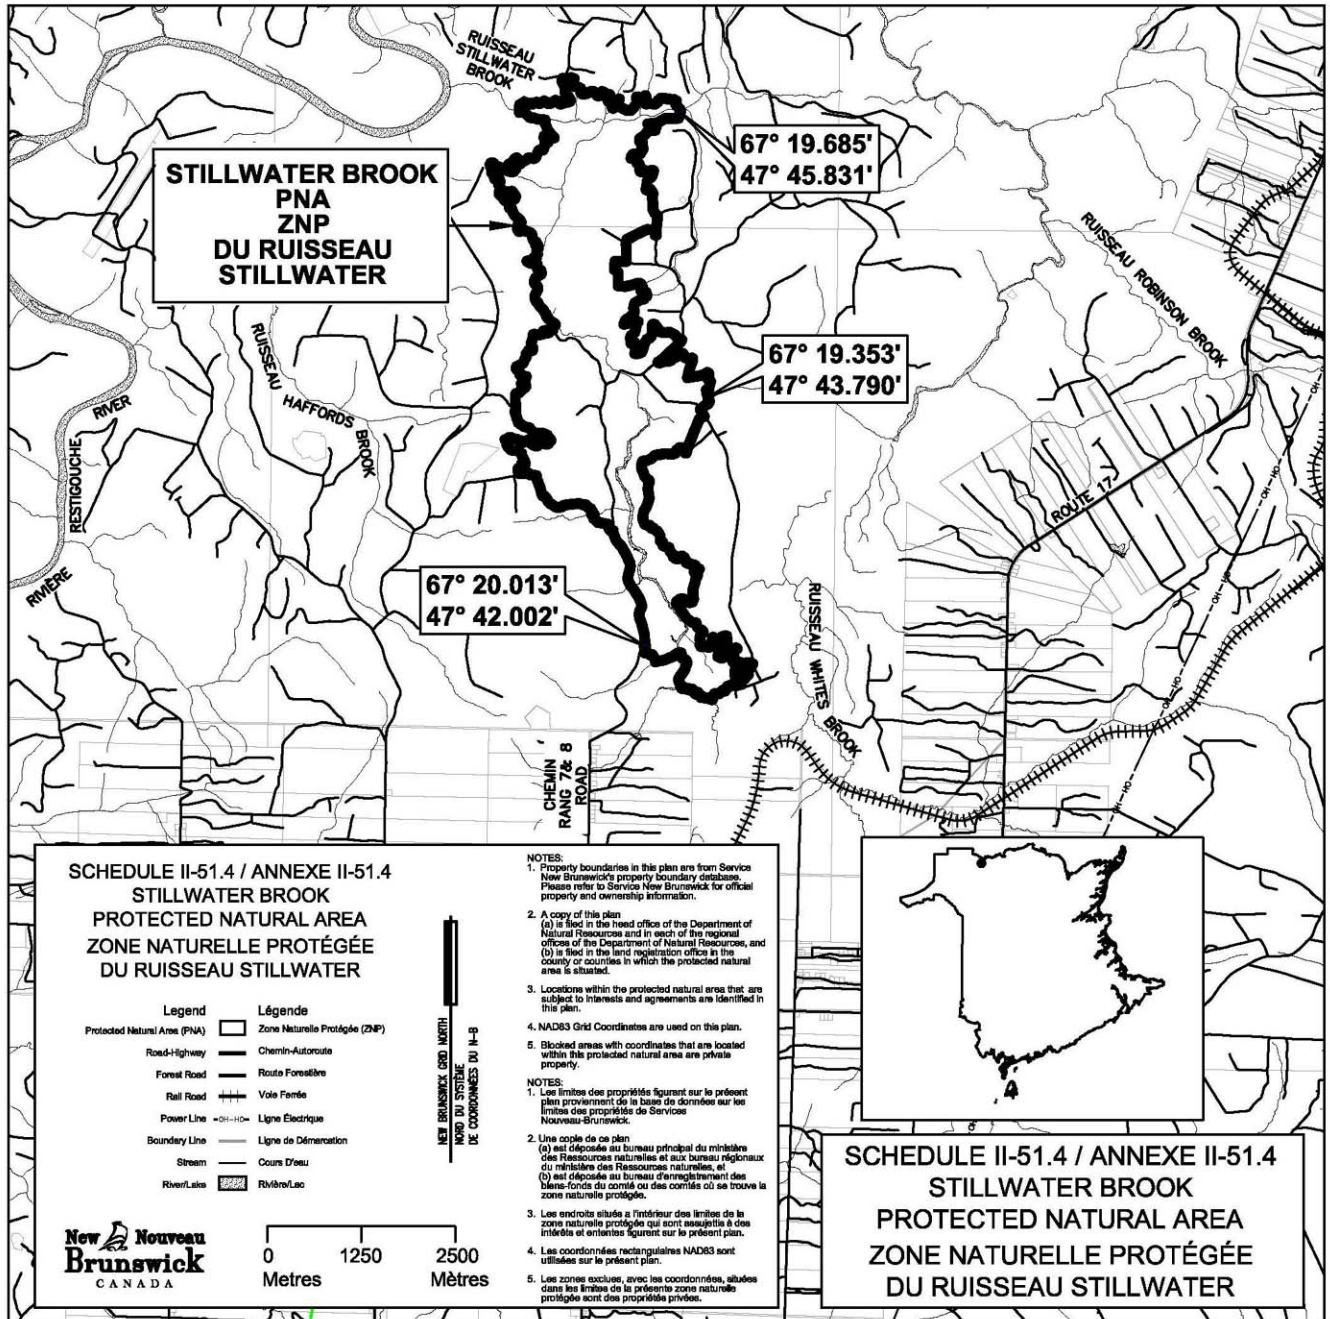 RUISSEAU
STILLWATER
BROOK
67° 19.685'
47° 45.831'
STILLWATER BROOK
PNA
ZNP
DU RUISSEAU
STILLWATER
RUISSEAU ROBINSON BROOK
67° 19.353'
47° 43.790'
RUISSEAU HAFFORDS BROOK
RIVER
RESTIGOUCHE
RIVIÈRE
OH-HO
ROUTE 17
OH-HO
67° 20.013'
47° 42.002'
OH-HO
RUISSEAU WHITES BROOK
OH-HO
OH-HO
CHEMIN
RANG 7& 8
ROAD
SCHEDULE II-51.4 / ANNEXE II-51.4
STILLWATER BROOK
PROTECTED NATURAL AREA
ZONE NATURELLE PROTÉGÉE
DU RUISSEAU STILLWATER
Legend Légende
Protected Natural Area (PNA) Zone Naturelle Protégée (ZNP)
Road-Highway Chemin-Autoroute
Forest Road Route Forestière
Rail Road Voie Ferrée
Power Line -OH-HO- Ligne Électrique
Boundary Line Ligne de Démarcation
Stream Cours D'eau
River/Lake Rivière/Lac
NEW BRUNSWICK GRID NORTH
NORD DU SYSTÈME
DE COORDONNÉES DU N-B
New Nouveau
Brunswick
CANADA
0 1250 2500
Metres Mètres
NOTES:
1. Property boundaries in this plan are from Service
New Brunswick's property boundary database.
Please refer to Service New Brunswick for official
property and ownership information.
2. A copy of this plan
(a) is filed in the head office of the Department of
Natural Resources and in each of the regional
offices of the Department of Natural Resources, and
(b) is filed in the land registration office in the
county or counties in which the protected natural
area is situated.
3. Locations within the protected natural area that are
subject to interests and agreements are identified in
this plan.
4. NAD83 Grid Coordinates are used on this plan.
5. Blocked areas with coordinates that are located
within this protected natural area are private
property.
NOTES:
1. Les limites des propriétés figurant sur le présent
plan proviennent de la base de données sur les
limites des propriétés de Services
Nouveau-Brunswick.
2. Une copie de ce plan
(a) est déposée au bureau principal du ministère
des Ressources naturelles et aux bureau régionaux
du ministère des Ressources naturelles, et
(b) est déposée au bureau d'enregistrement des
biens-fonds du comté ou des comtés où se trouve la
zone naturelle protégée.
3. Les endroits situés a l'intérieur des limites de la
zone naturelle protégée qui sont assujettis à des
intérêts et ententes figurent sur le présent plan.
4. Les coordonnées rectangulaires NAD83 sont
utilisées sur le présent plan.
5. Les zones exclues, avec les coordonnées, situées
dans les limites de la présente zone naturelle
protégée sont des propriétés privées.
SCHEDULE II-51.4 / ANNEXE II-51.4
STILLWATER BROOK
PROTECTED NATURAL AREA
ZONE NATURELLE PROTÉGÉE
DU RUISSEAU STILLWATER